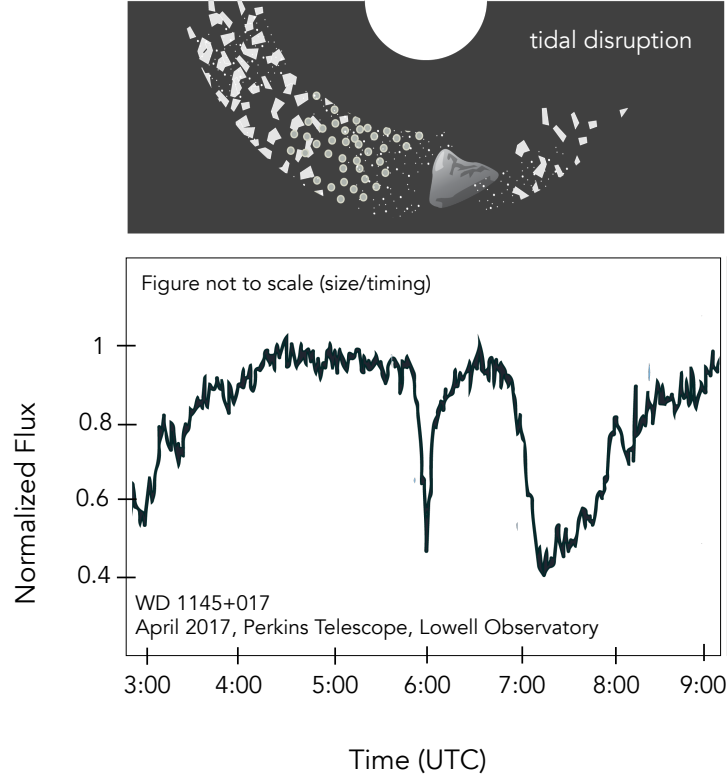 tidal disruption
Figure not to scale (size/timing)
1
0.8
0.6
0.4
Normalized Flux
WD 1145+017
April 2017, Perkins Telescope, Lowell Observatory
3:00 4:00 5:00 6:00 7:00 8:00 9:00
Time (UTC)